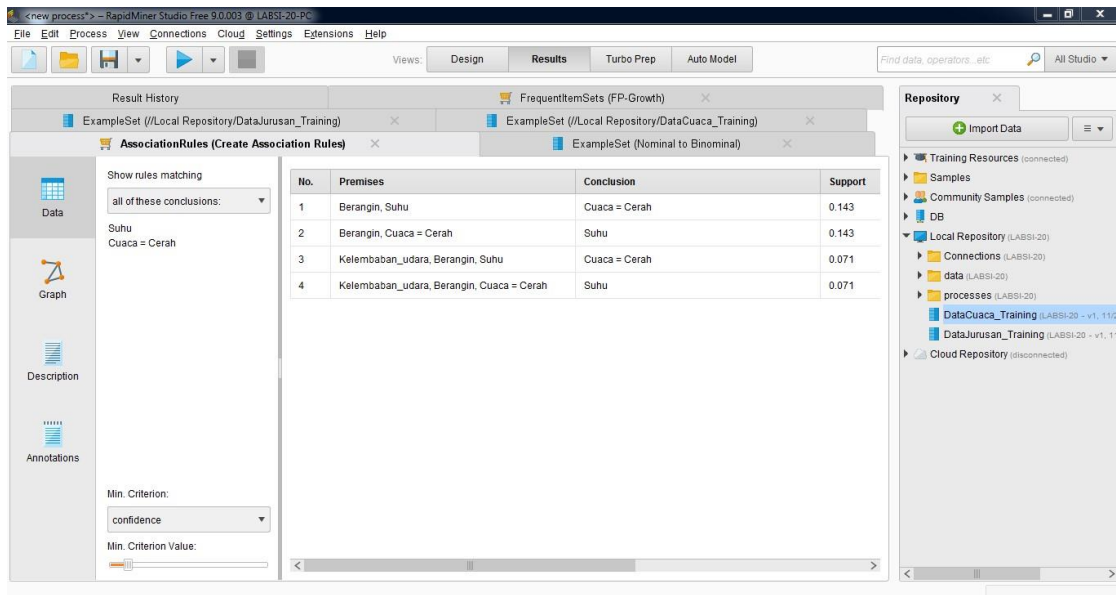 <new process*> – RapidMiner Studio Free 9.0.003 @ LABSI-20-PC
File Edit Process View Connections Cloud Settings Extensions Help
Views: Design Results Turbo Prep Auto Model
Find data, operators...etc All Studio
Result History
FrequentItemSets (FP-Growth)
ExampleSet (//Local Repository/DataJurusan_Training)
ExampleSet (//Local Repository/DataCuaca_Training)
AssociationRules (Create Association Rules)
ExampleSet (Nominal to Binominal)
Data
Graph
Description
Annotations
Show rules matching
all of these conclusions:
Suhu
Cuaca = Cerah
Min. Criterion:
confidence
Min. Criterion Value:
No. Premises Conclusion Support
1 Berangin, Suhu Cuaca = Cerah 0.143
2 Berangin, Cuaca = Cerah Suhu 0.143
3 Kelembaban_udara, Berangin, Suhu Cuaca = Cerah 0.071
4 Kelembaban_udara, Berangin, Cuaca = Cerah Suhu 0.071
Repository
Import Data
Training Resources (connected)
Samples
Community Samples (connected)
DB
Local Repository (LABSI-20)
Connections (LABSI-20)
data (LABSI-20)
processes (LABSI-20)
DataCuaca_Training (LABSI-20 - v1, 11/2
DataJurusan_Training (LABSI-20 - v1, 1
Cloud Repository (disconnected)